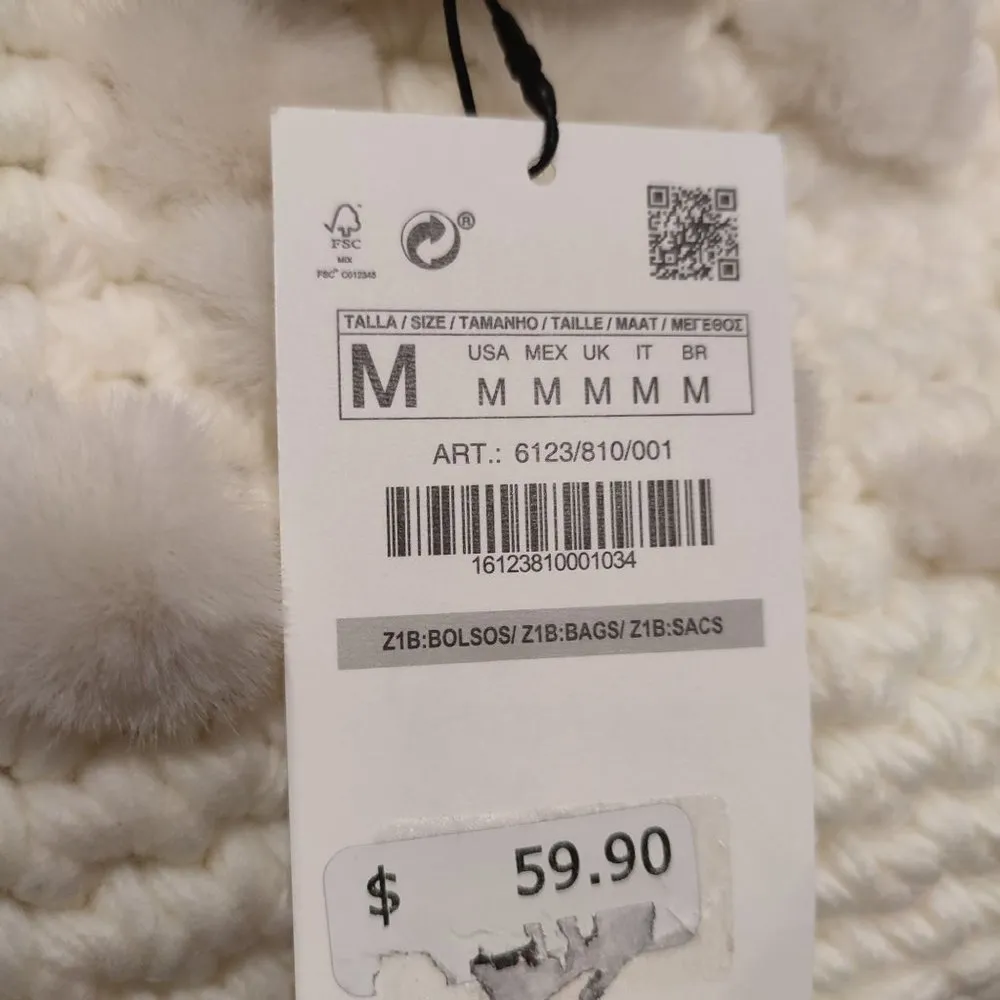 FSC
MIX
FSC® C012345
®
TALLA / SIZE / TAMANHO / TAILLE / MAAT / ΜΕΓΕΘΟΣ
M
USA MEX UK IT BR
M M M M M
ART.: 6123/810/001
16123810001034
Z1B:BOLSOS/ Z1B:BAGS/ Z1B:SACS
$ 59.90